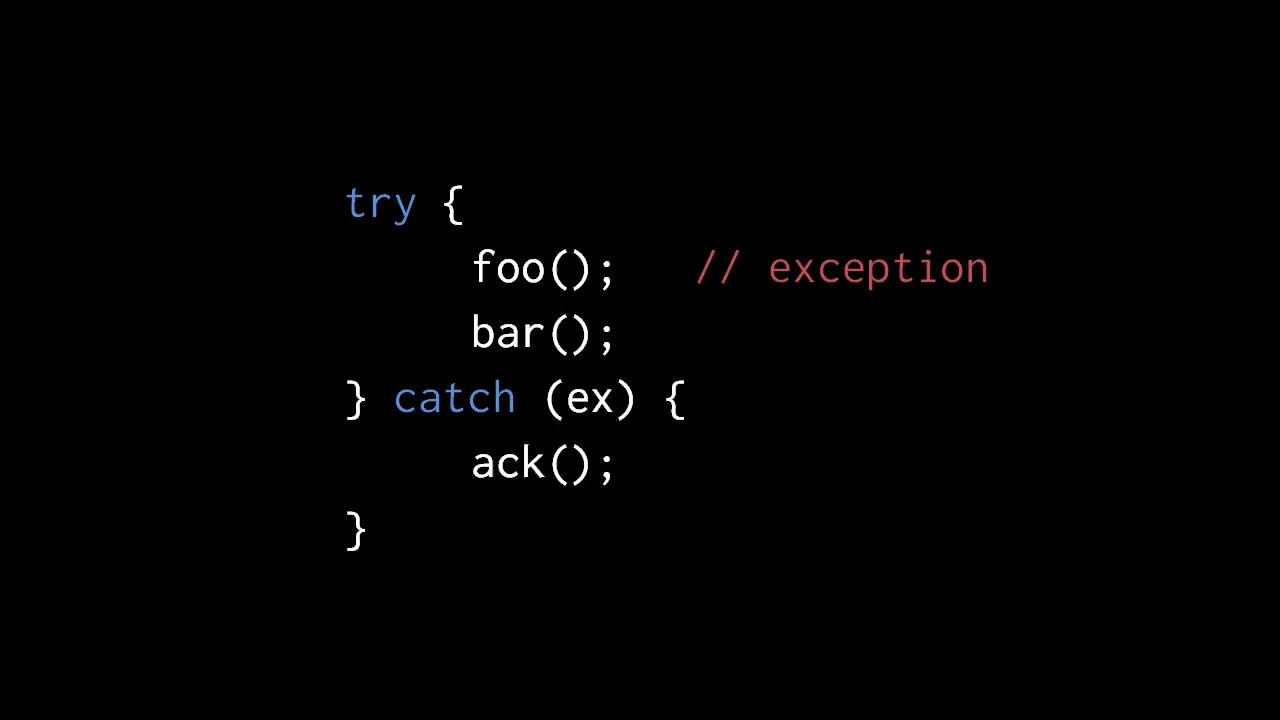 try {
foo();   // exception
bar();
} catch (ex) {
ack();
}